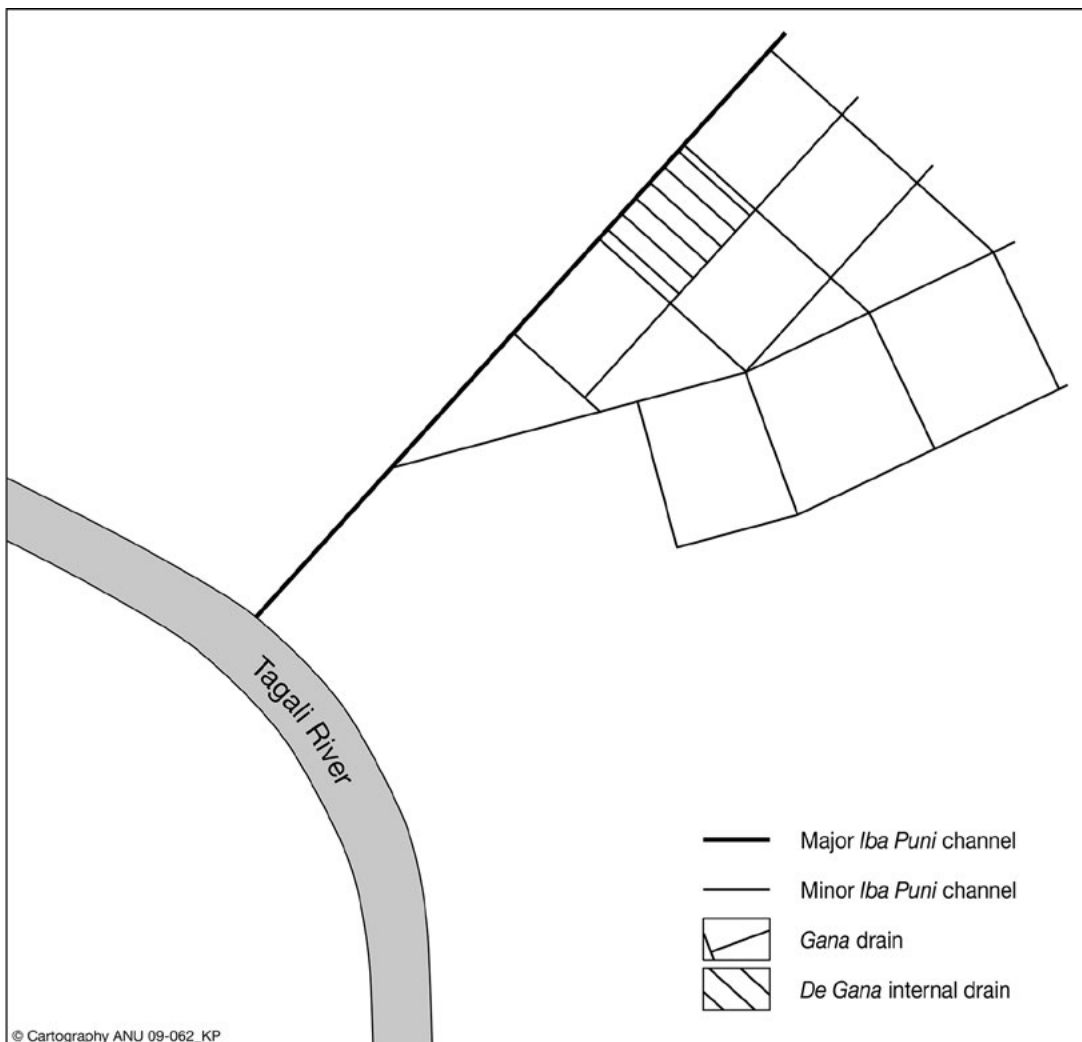 Tagali River
Major Iba Puni channel
Minor Iba Puni channel
Gana drain
De Gana internal drain
© Cartography ANU 09-062_KP